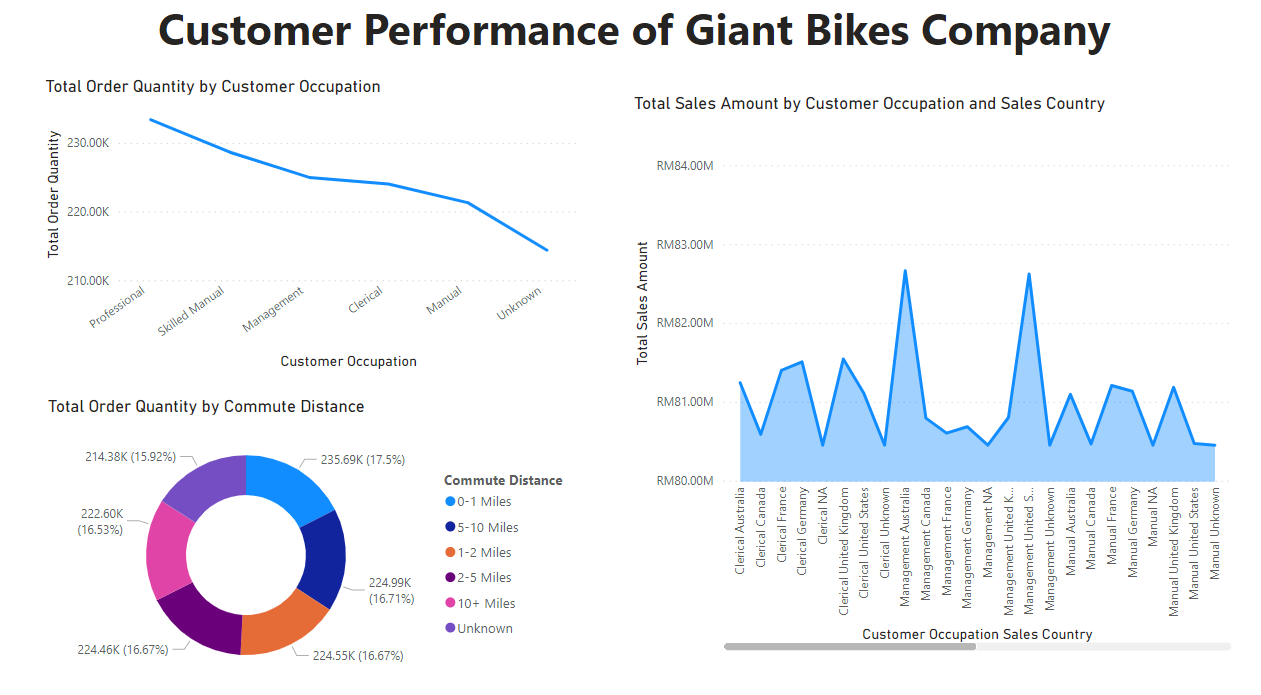 Customer Performance of Giant Bikes Company
Total Order Quantity by Customer Occupation
Total Order Quantity
230.00K
220.00K
210.00K
Professional
Skilled Manual
Management
Clerical
Manual
Unknown
Customer Occupation
Total Order Quantity by Commute Distance
214.38K (15.92%)
235.69K (17.5%)
222.60K
(16.53%)
224.99K
(16.71%)
224.46K (16.67%)
224.55K (16.67%)
Commute Distance
0-1 Miles
5-10 Miles
1-2 Miles
2-5 Miles
10+ Miles
Unknown
Total Sales Amount by Customer Occupation and Sales Country
Total Sales Amount
RM84.00M
RM83.00M
RM82.00M
RM81.00M
RM80.00M
Clerical Australia
Clerical Canada
Clerical France
Clerical Germany
Clerical NA
Clerical United Kingdom
Clerical United States
Clerical Unknown
Management Australia
Management Canada
Management France
Management Germany
Management NA
Management United K...
Management United S...
Management Unknown
Manual Australia
Manual Canada
Manual France
Manual Germany
Manual NA
Manual United Kingdom
Manual United States
Manual Unknown
Customer Occupation Sales Country